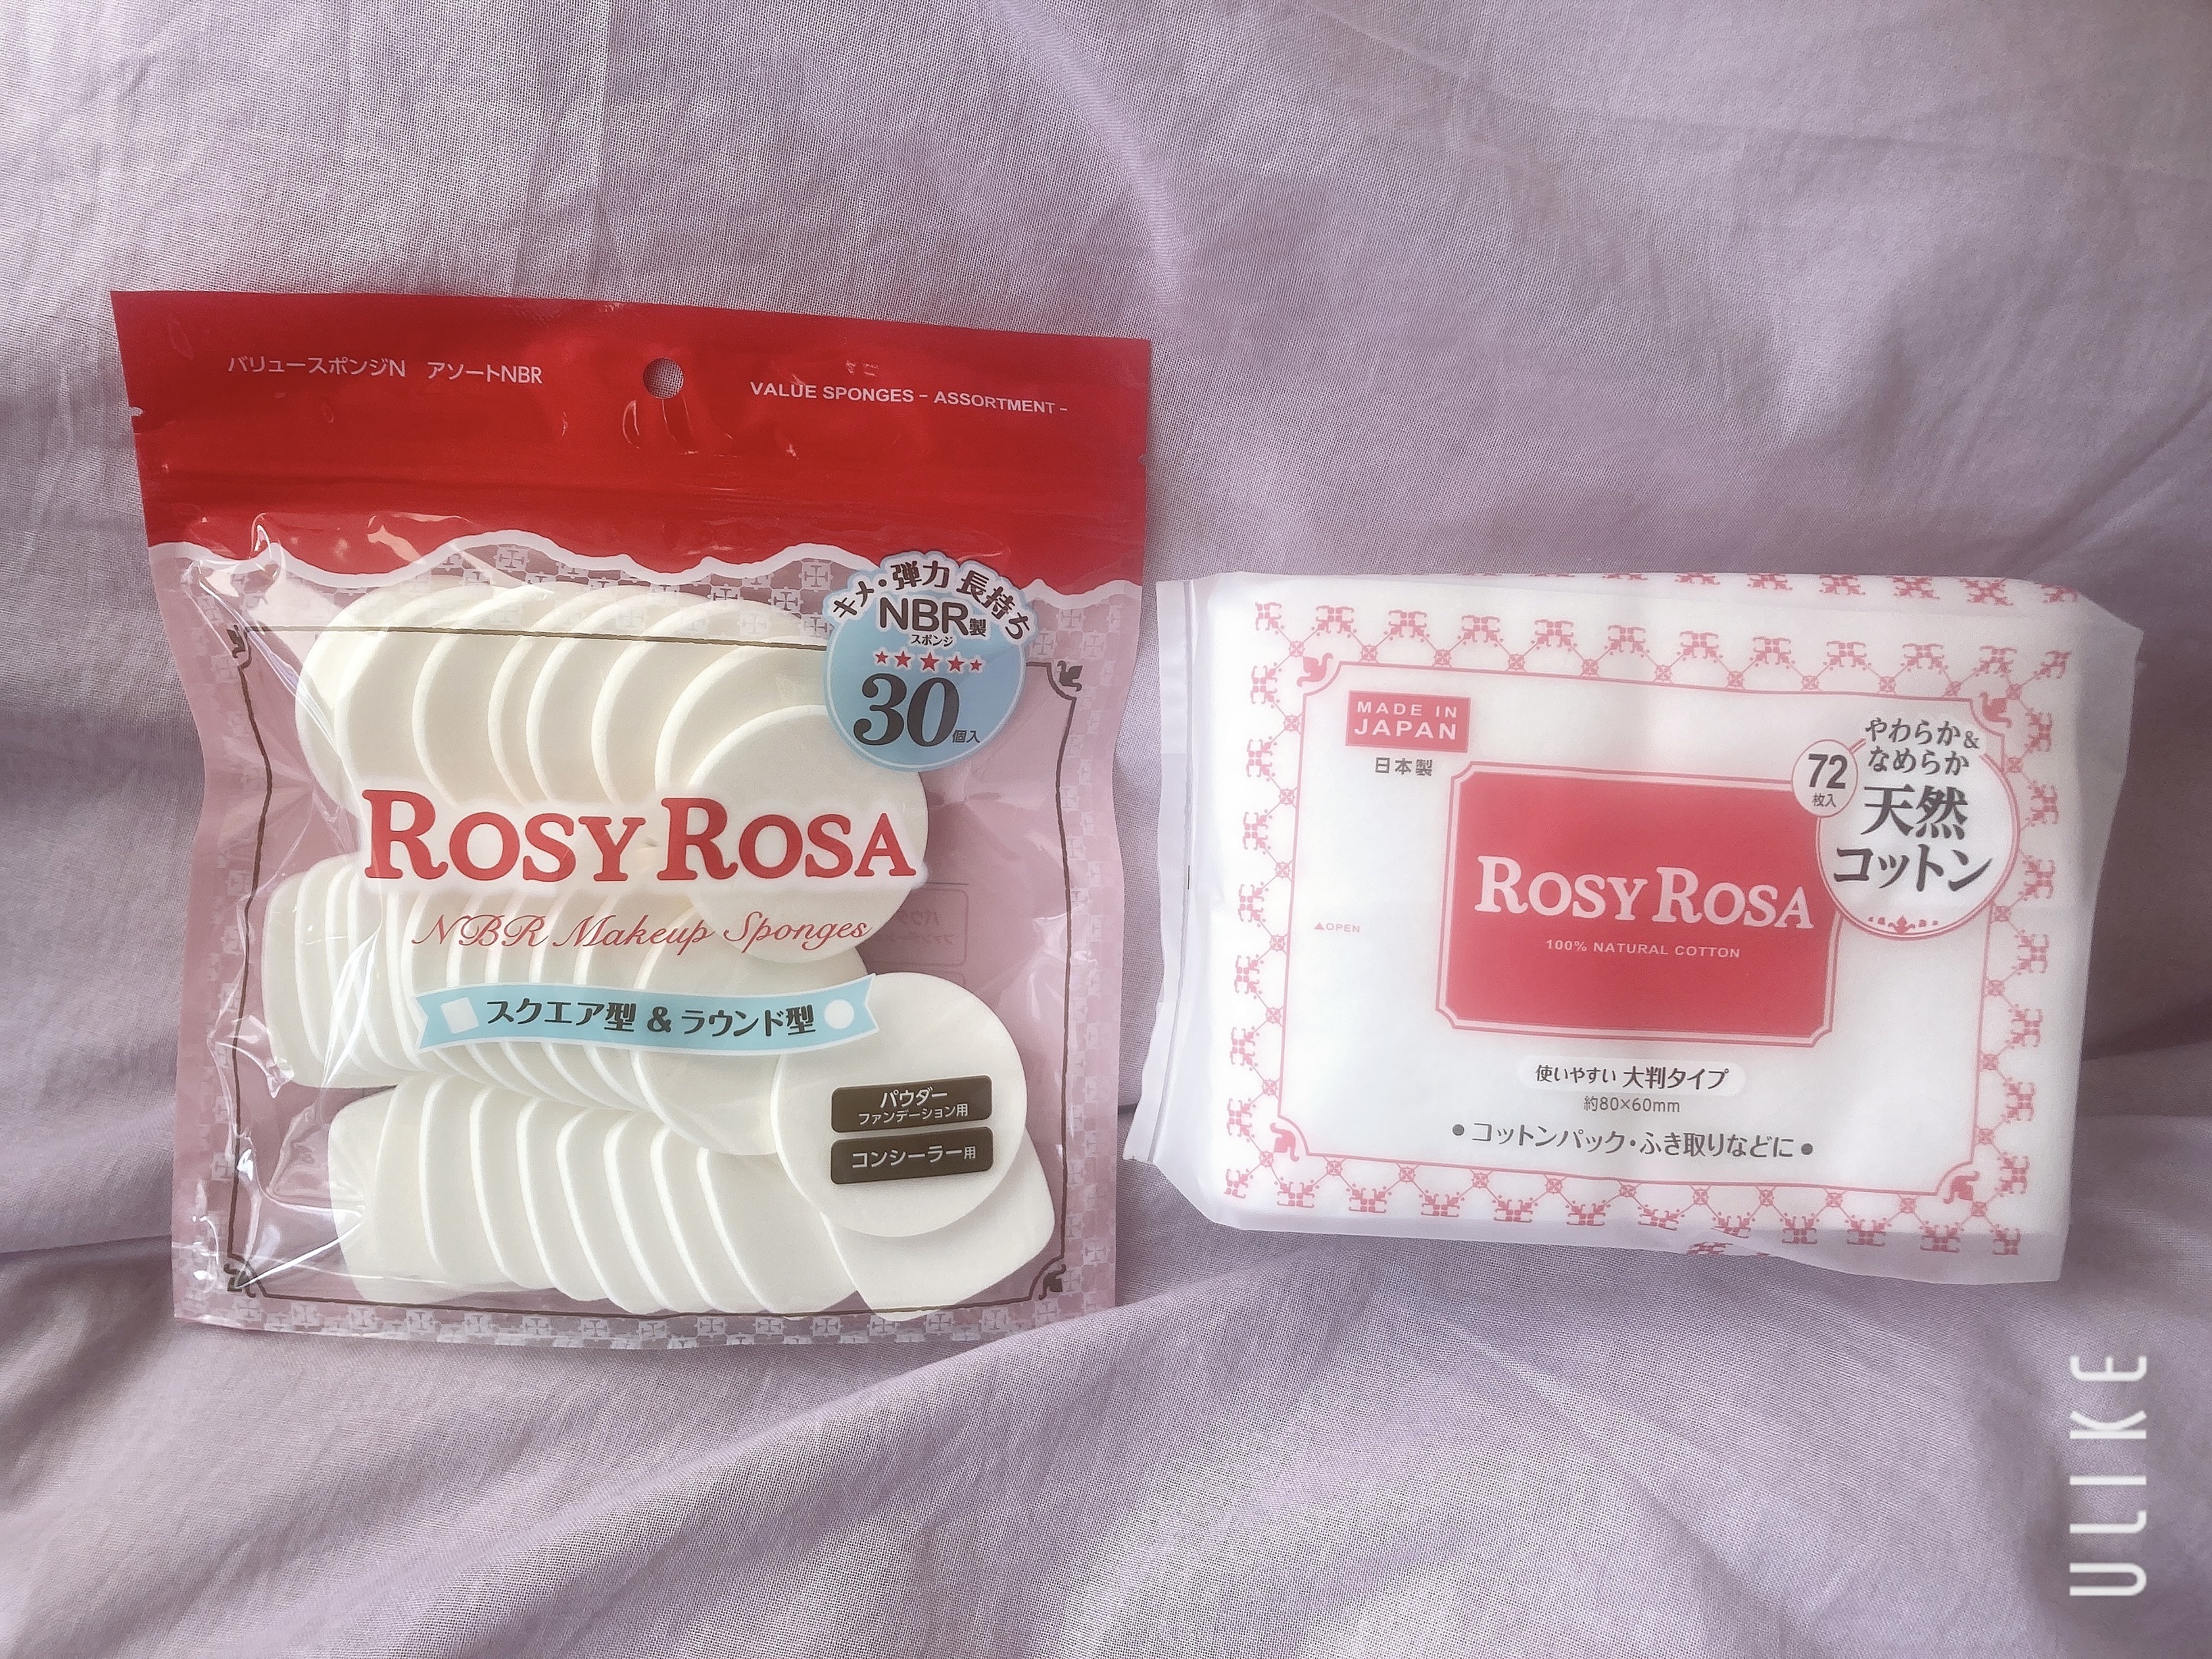 バリュースポンジN　アソートNBR
VALUE SPONGES - ASSORTMENT -
キメ・弾力 長持ち
NBR製
スポンジ
★★★★★
30個入
ROSY ROSA
NBR Makeup Sponges
スクエア型 & ラウンド型
パウダー
ファンデーション用
コンシーラー用
MADE IN
JAPAN
日本製
72
枚入
やわらか&
なめらか
天然
コットン
ROSY ROSA
100% NATURAL COTTON
▲OPEN
使いやすい 大判タイプ
約80×60mm
●コットンパック・ふき取りなどに●
ULIKE